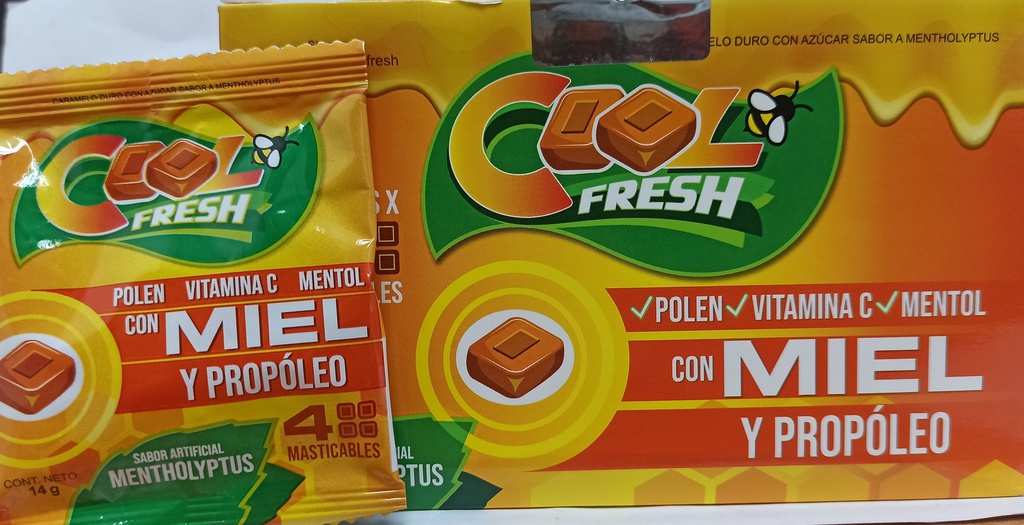 CARAMELO DURO CON AZÚCAR SABOR A MENTHOLYPTUS
COOL
FRESH
POLEN VITAMINA C MENTOL
CON MIEL
Y PROPÓLEO
4
MASTICABLES
SABOR ARTIFICIAL
MENTHOLYPTUS
CONT. NETO
14 g
ELO DURO CON AZÚCAR SABOR A MENTHOLYPTUS
fresh
COOL
FRESH
S X
LES
✓POLEN✓VITAMINA C✓MENTOL
CON MIEL
Y PROPÓLEO
IAL
PTUS